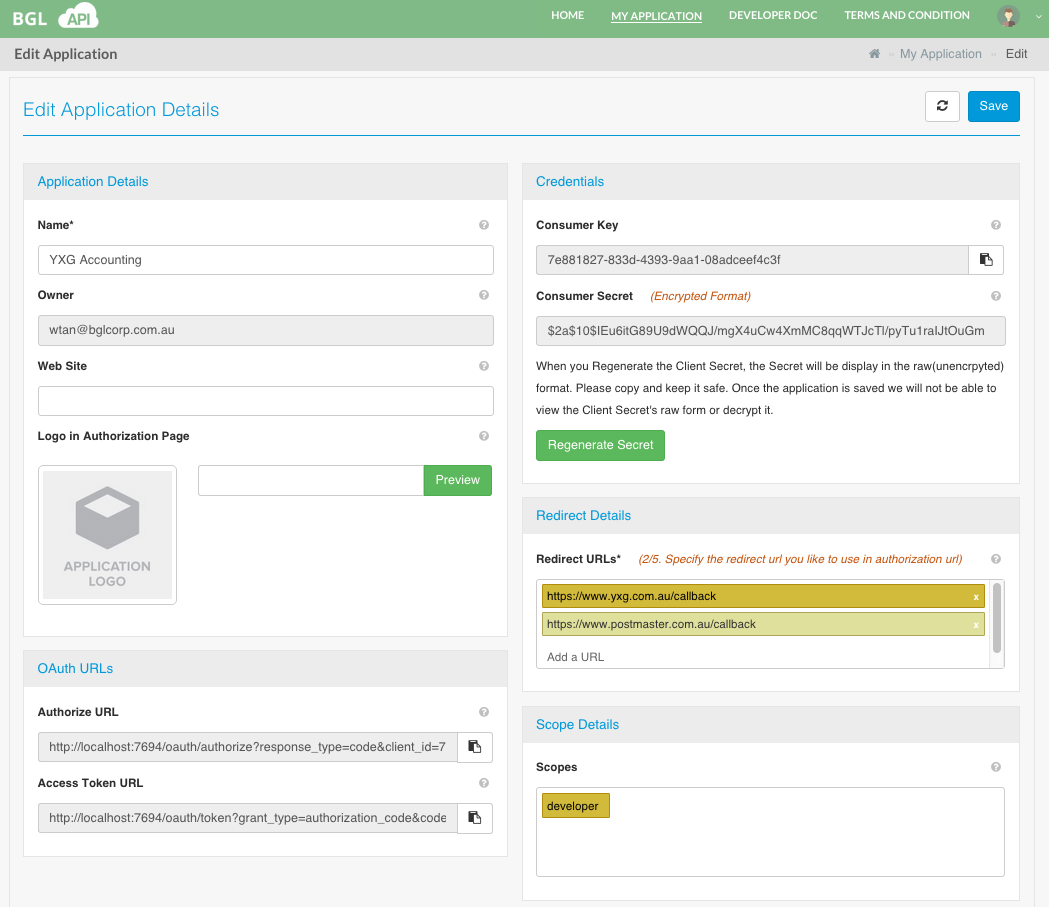 BGL API
HOME MY APPLICATION DEVELOPER DOC TERMS AND CONDITION
Edit Application
My Application Edit
Edit Application Details
Save
Application Details
Name*
YXG Accounting
Owner
wtan@bglcorp.com.au
Web Site
Logo in Authorization Page
APPLICATION
LOGO
Preview
OAuth URLs
Authorize URL
http://localhost:7694/oauth/authorize?response_type=code&client_id=7
Access Token URL
http://localhost:7694/oauth/token?grant_type=authorization_code&code
Credentials
Consumer Key
7e881827-833d-4393-9aa1-08adceef4c3f
Consumer Secret (Encrypted Format)
When you Regenerate the Client Secret, the Secret will be display in the raw(unencrpyted)
format. Please copy and keep it safe. Once the application is saved we will not be able to
view the Client Secret's raw form or decrypt it.
Regenerate Secret
Redirect Details
Redirect URLs* (2/5. Specify the redirect url you like to use in authorization url)
https://www.yxg.com.au/callback x
https://www.postmaster.com.au/callback x
Add a URL
Scope Details
Scopes
developer